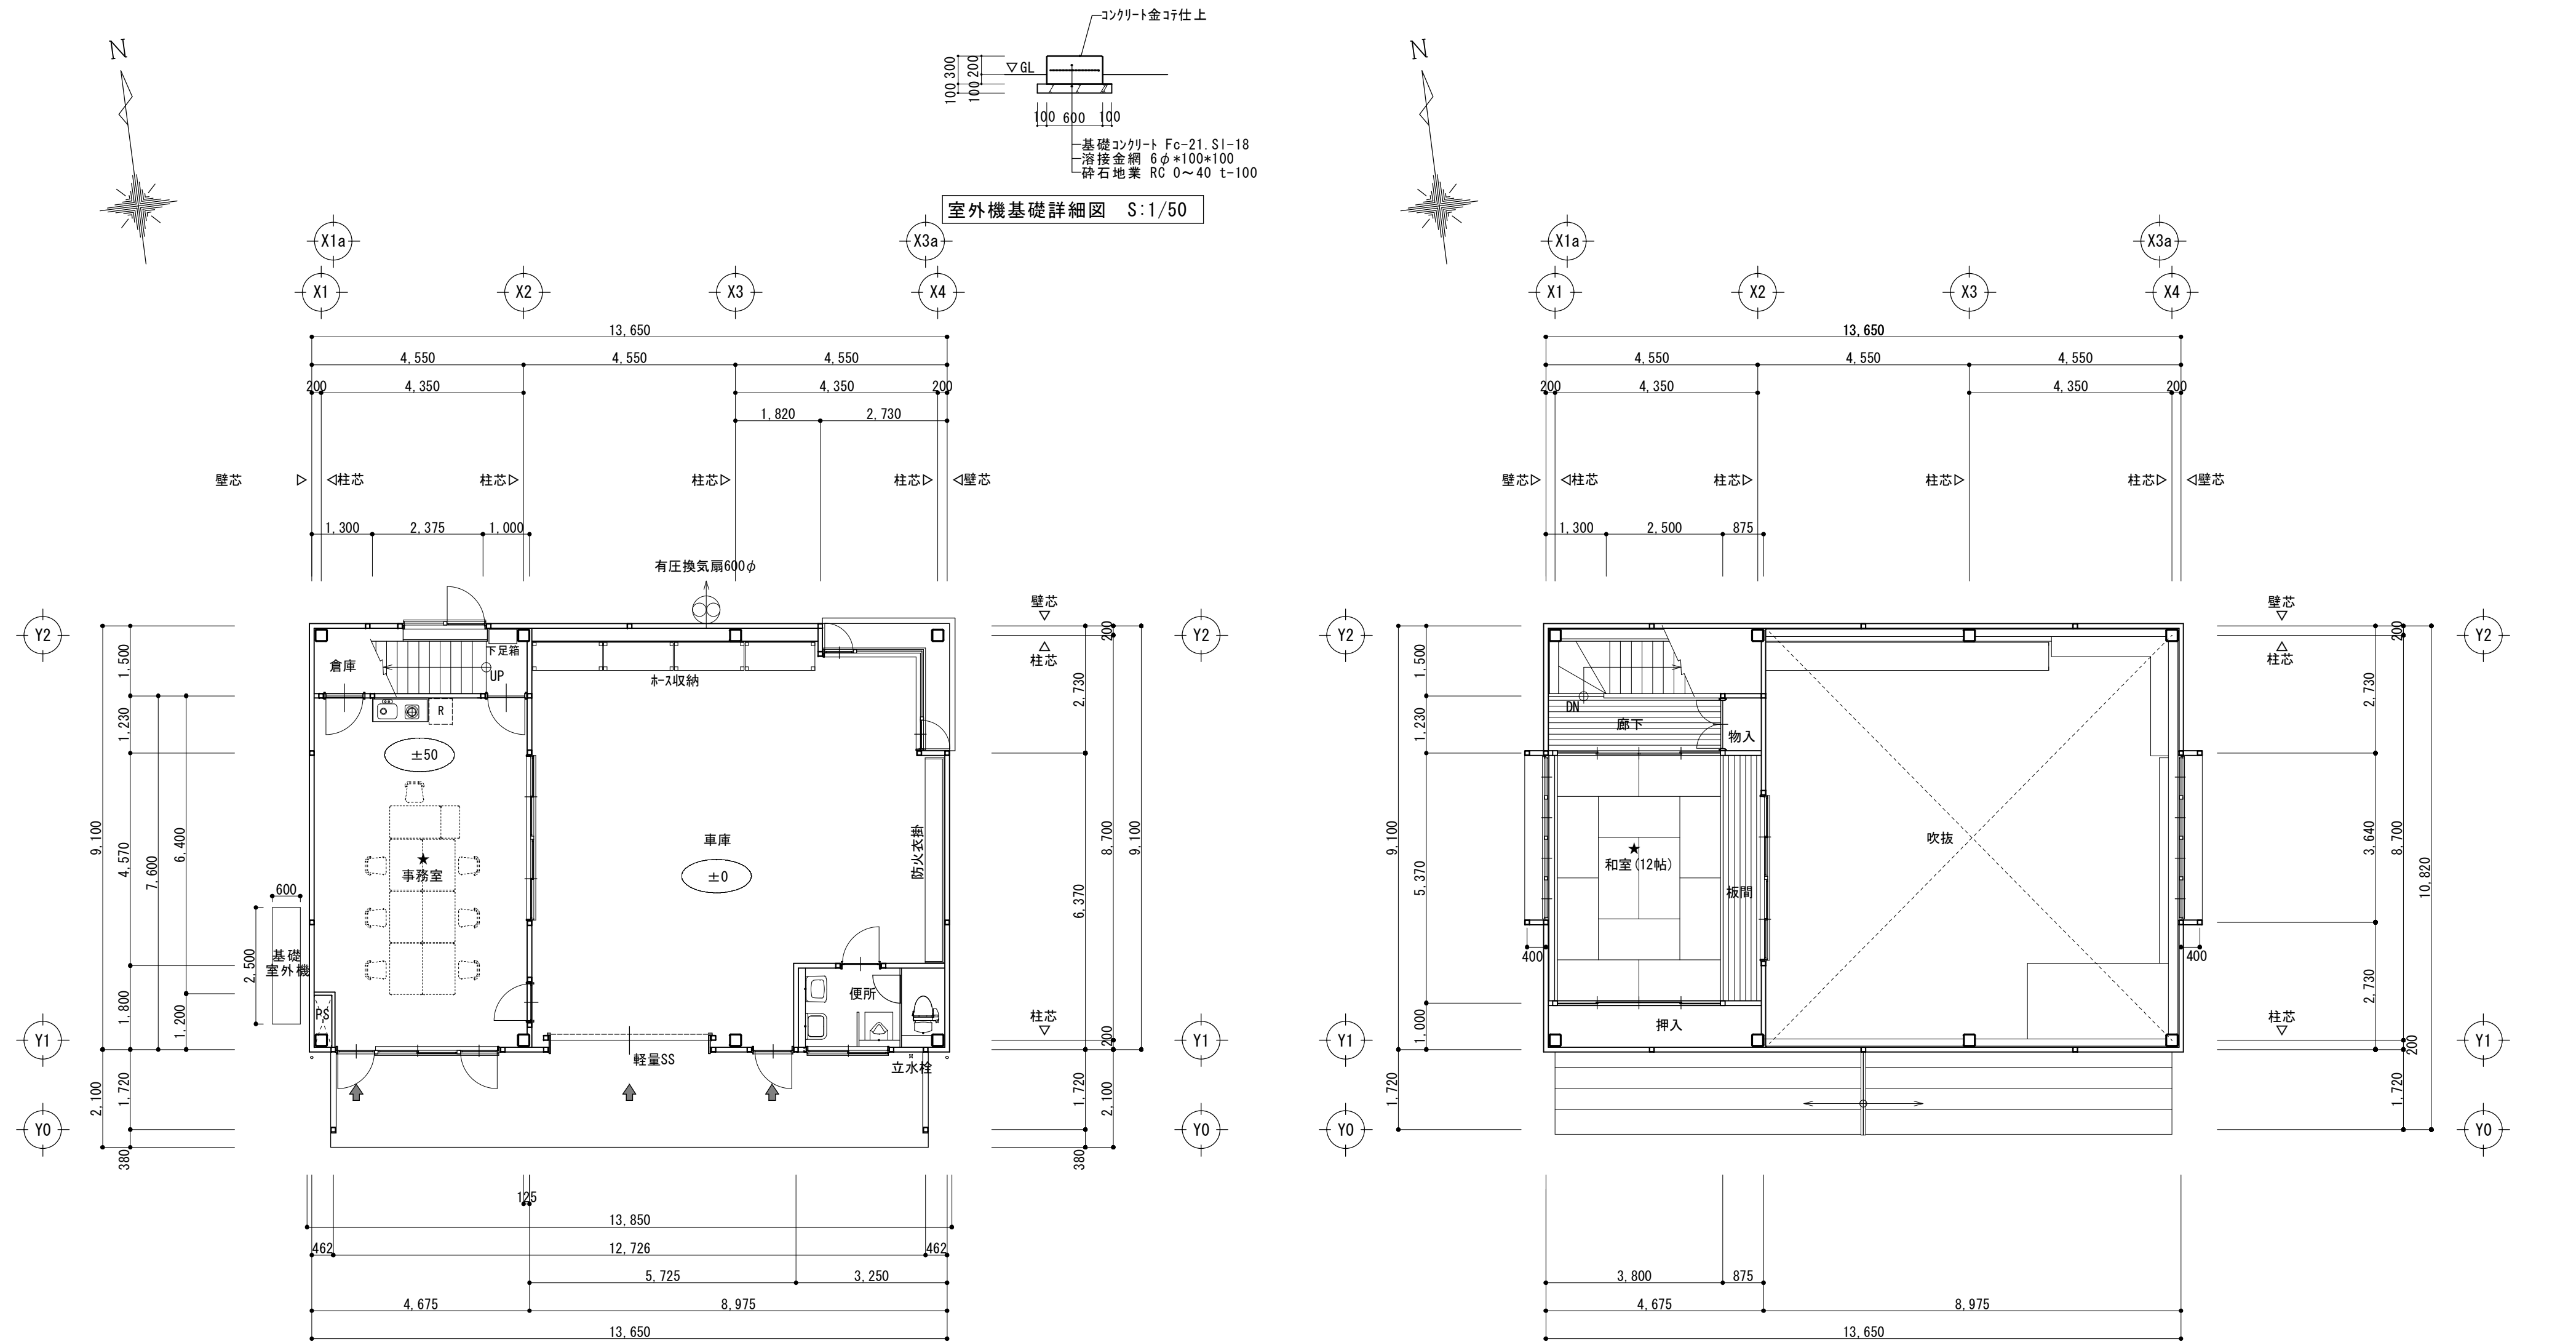 コンクリート金コテ仕上
300
200
▽GL
100
100
100
600
100
基礎コンクリート Fc-21.Sl-18
溶接金網 6φ*100*100
砕石地業 RC 0～40 t-100
室外機基礎詳細図 S:1/50
N
X1a
X3a
X1
X2
X3
X4
13,650
4,550
4,550
4,550
200
4,350
4,350
200
1,820
2,730
壁芯
柱芯
柱芯
柱芯
柱芯
壁芯
1,300
2,375
1,000
有圧換気扇600φ
Y2
Y1
Y0
9,100
2,100
1,500
1,230
4,570
1,800
1,720
380
7,600
6,400
1,200
600
2,500
基礎
室外機
倉庫
下足箱
UP
R
±50
★
事務室
PS
ホース収納
車庫
±0
防火衣掛
便所
軽量SS
立水栓
壁芯
柱芯
柱芯
200
2,730
6,370
200
1,720
380
8,700
2,100
9,100
Y2
Y1
Y0
125
13,850
462
12,726
462
5,725
3,250
4,675
8,975
13,650
N
X1a
X3a
X1
X2
X3
X4
13,650
4,550
4,550
4,550
200
4,350
4,350
200
壁芯
柱芯
柱芯
柱芯
柱芯
壁芯
1,300
2,500
875
Y2
Y1
Y0
9,100
1,720
1,500
1,230
5,370
1,000
DN
廊下
物入
★
和室(12帖)
板間
押入
吹抜
400
400
壁芯
柱芯
柱芯
2,730
3,640
2,730
200
8,700
200
1,720
10,820
Y2
Y1
Y0
3,800
875
4,675
8,975
13,650